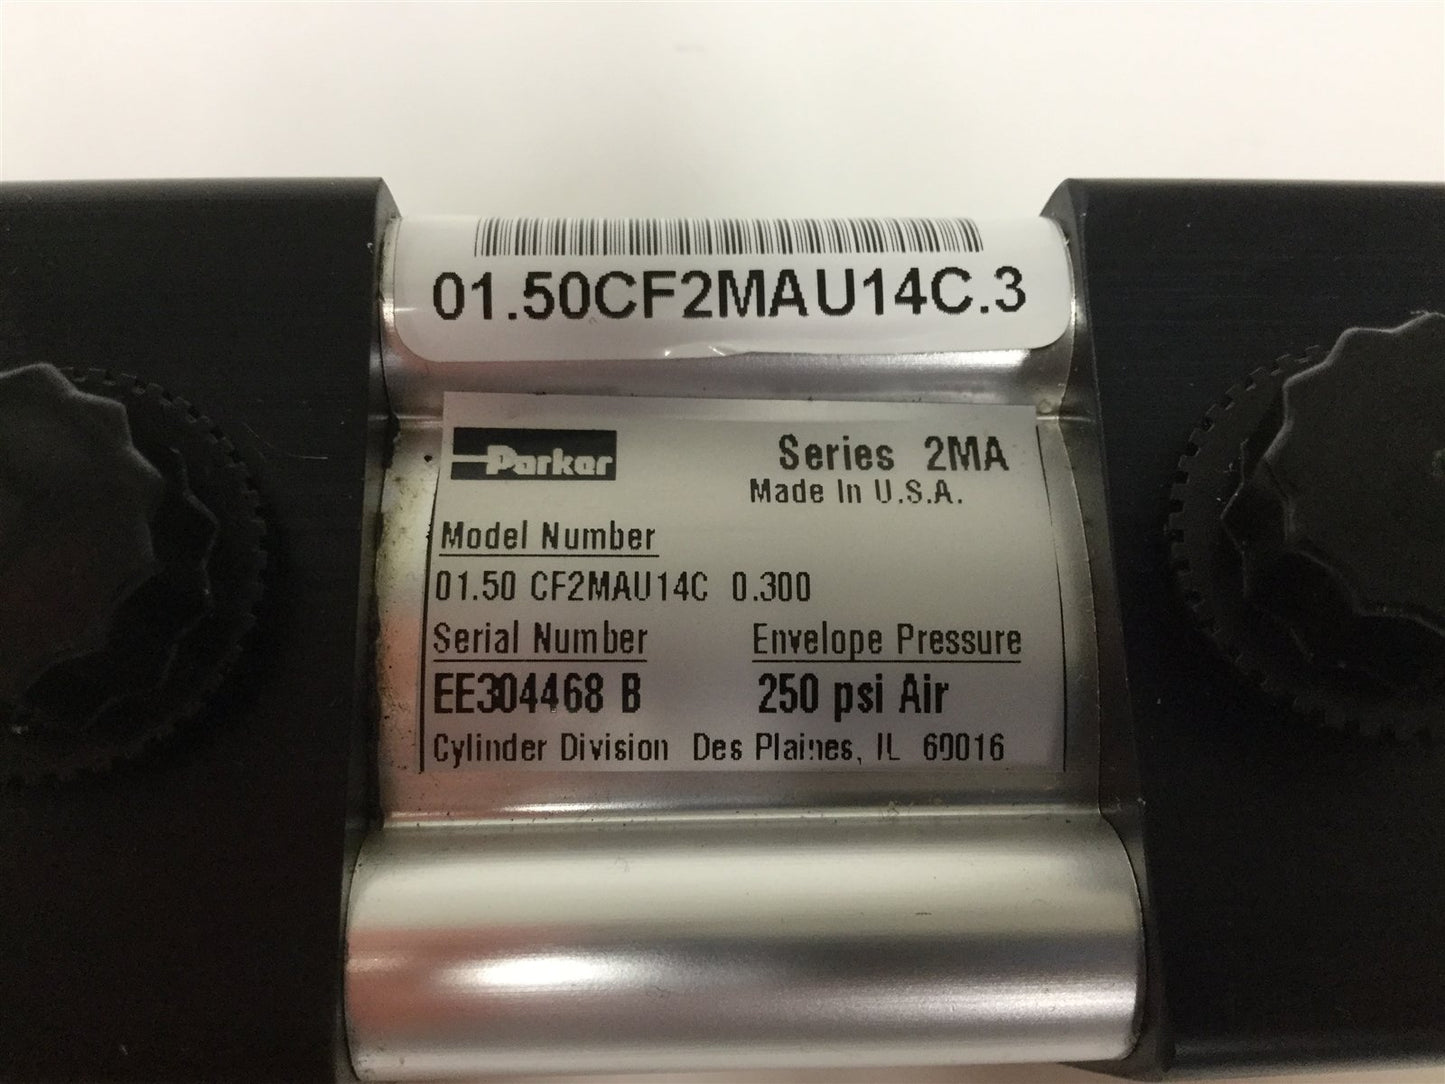 01.50CF2MAU14C.3
Parker
Series 2MA
Made In U.S.A.
Model Number
01.50 CF2MAU14C 0.300
Serial Number Envelope Pressure
EE304468 B 250 psi Air
Cylinder Division Des Plaines, IL 60016